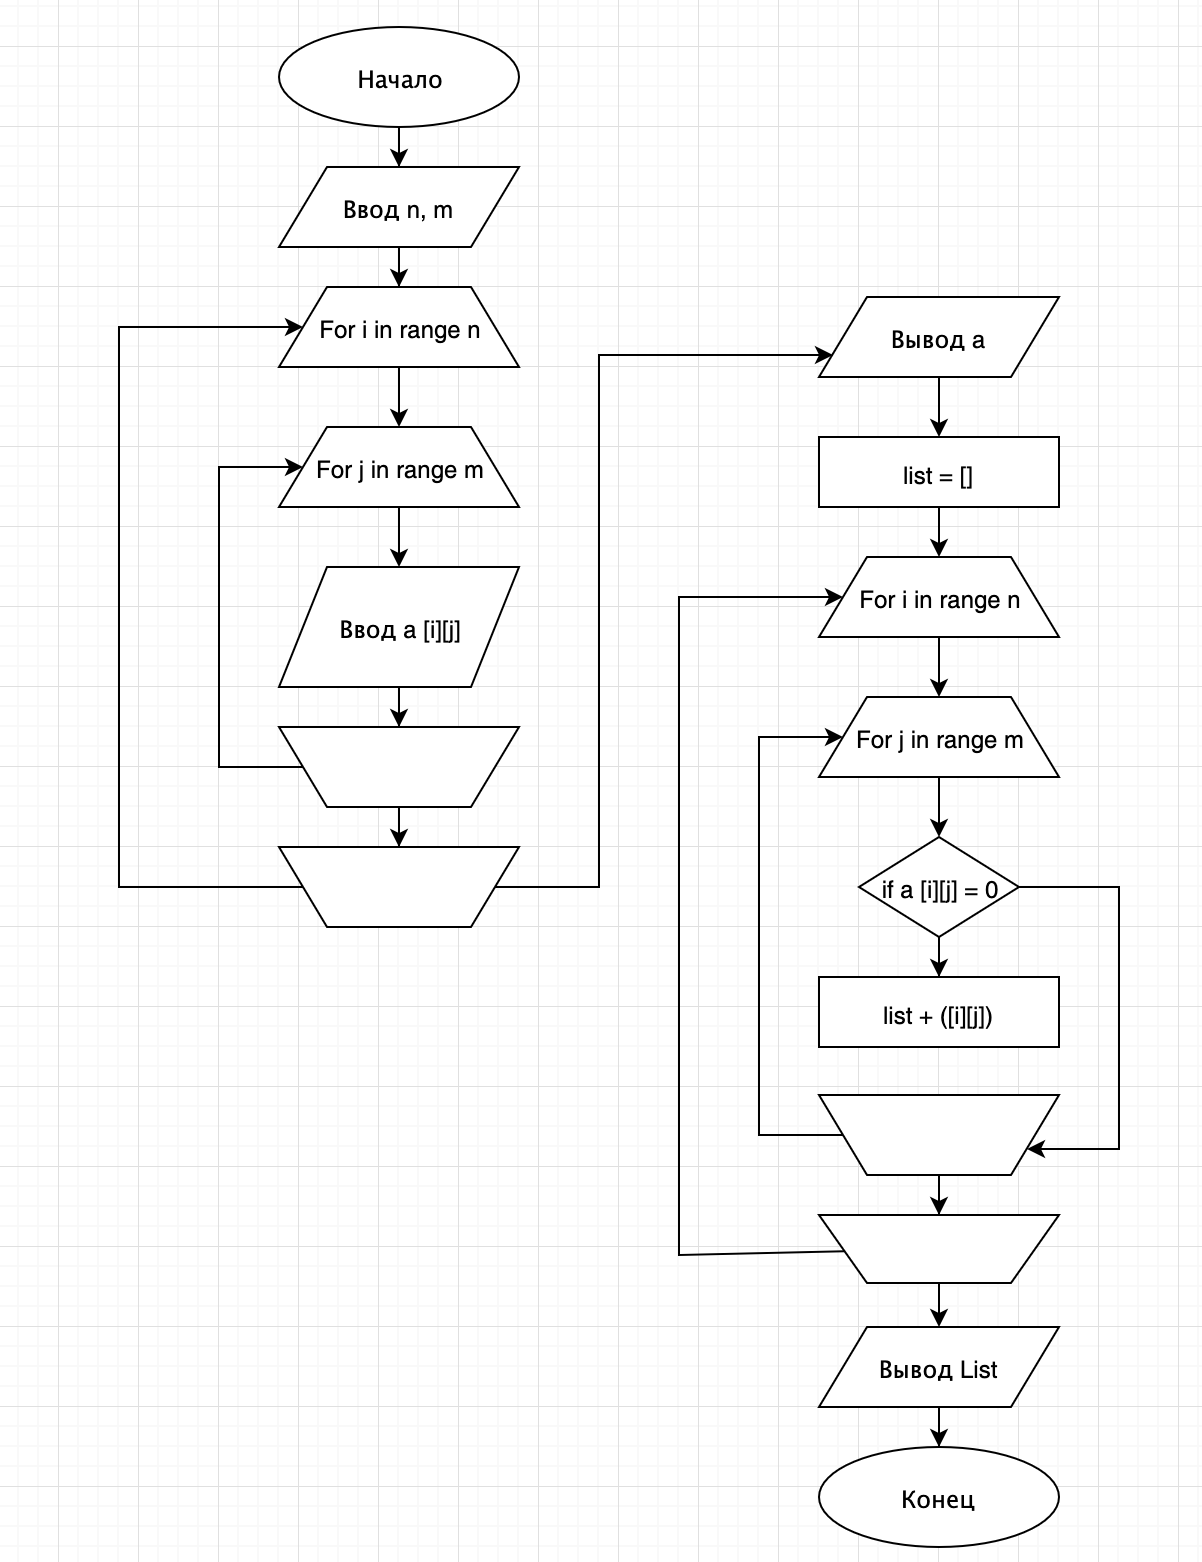 Начало
Ввод n, m
For i in range n
For j in range m
Ввод a [i][j]
Вывод a
list = []
For i in range n
For j in range m
if a [i][j] = 0
list + ([i][j])
Вывод List
Конец